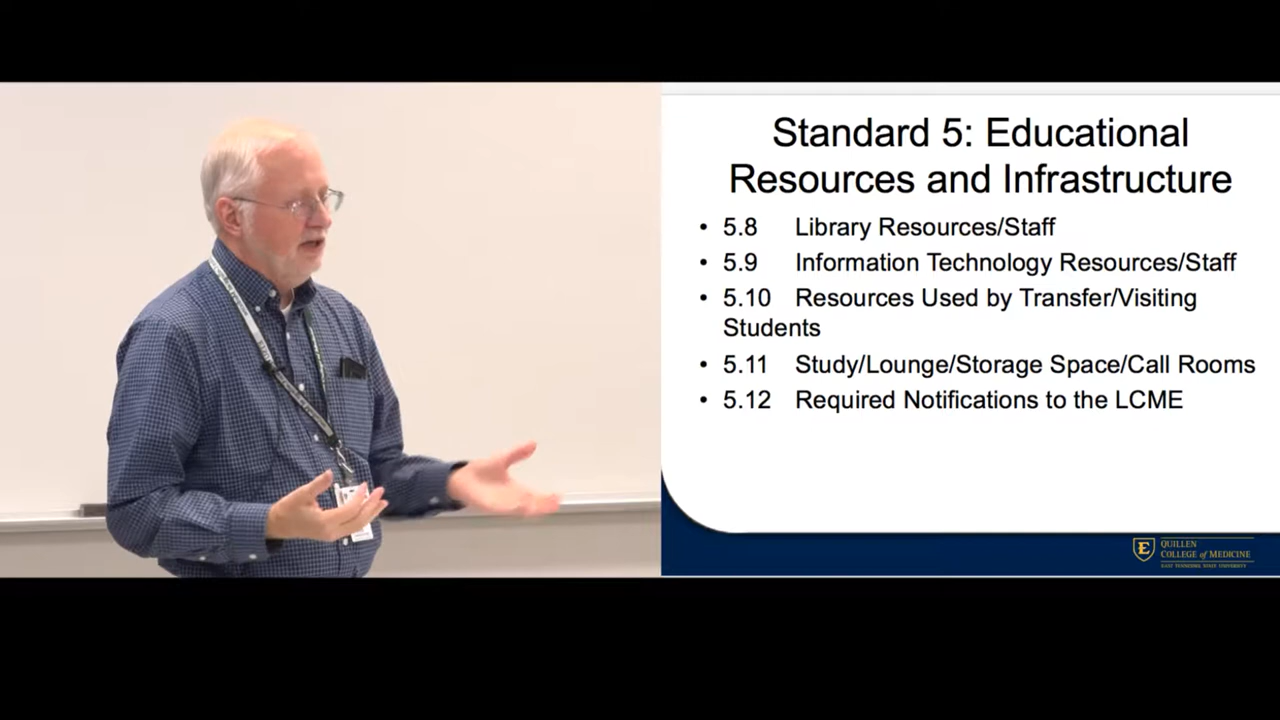 Standard 5: Educational
Resources and Infrastructure
• 5.8 Library Resources/Staff
• 5.9 Information Technology Resources/Staff
• 5.10 Resources Used by Transfer/Visiting
Students
• 5.11 Study/Lounge/Storage Space/Call Rooms
• 5.12 Required Notifications to the LCME
E
QUILLEN
COLLEGE of MEDICINE
EAST TENNESSEE STATE UNIVERSITY